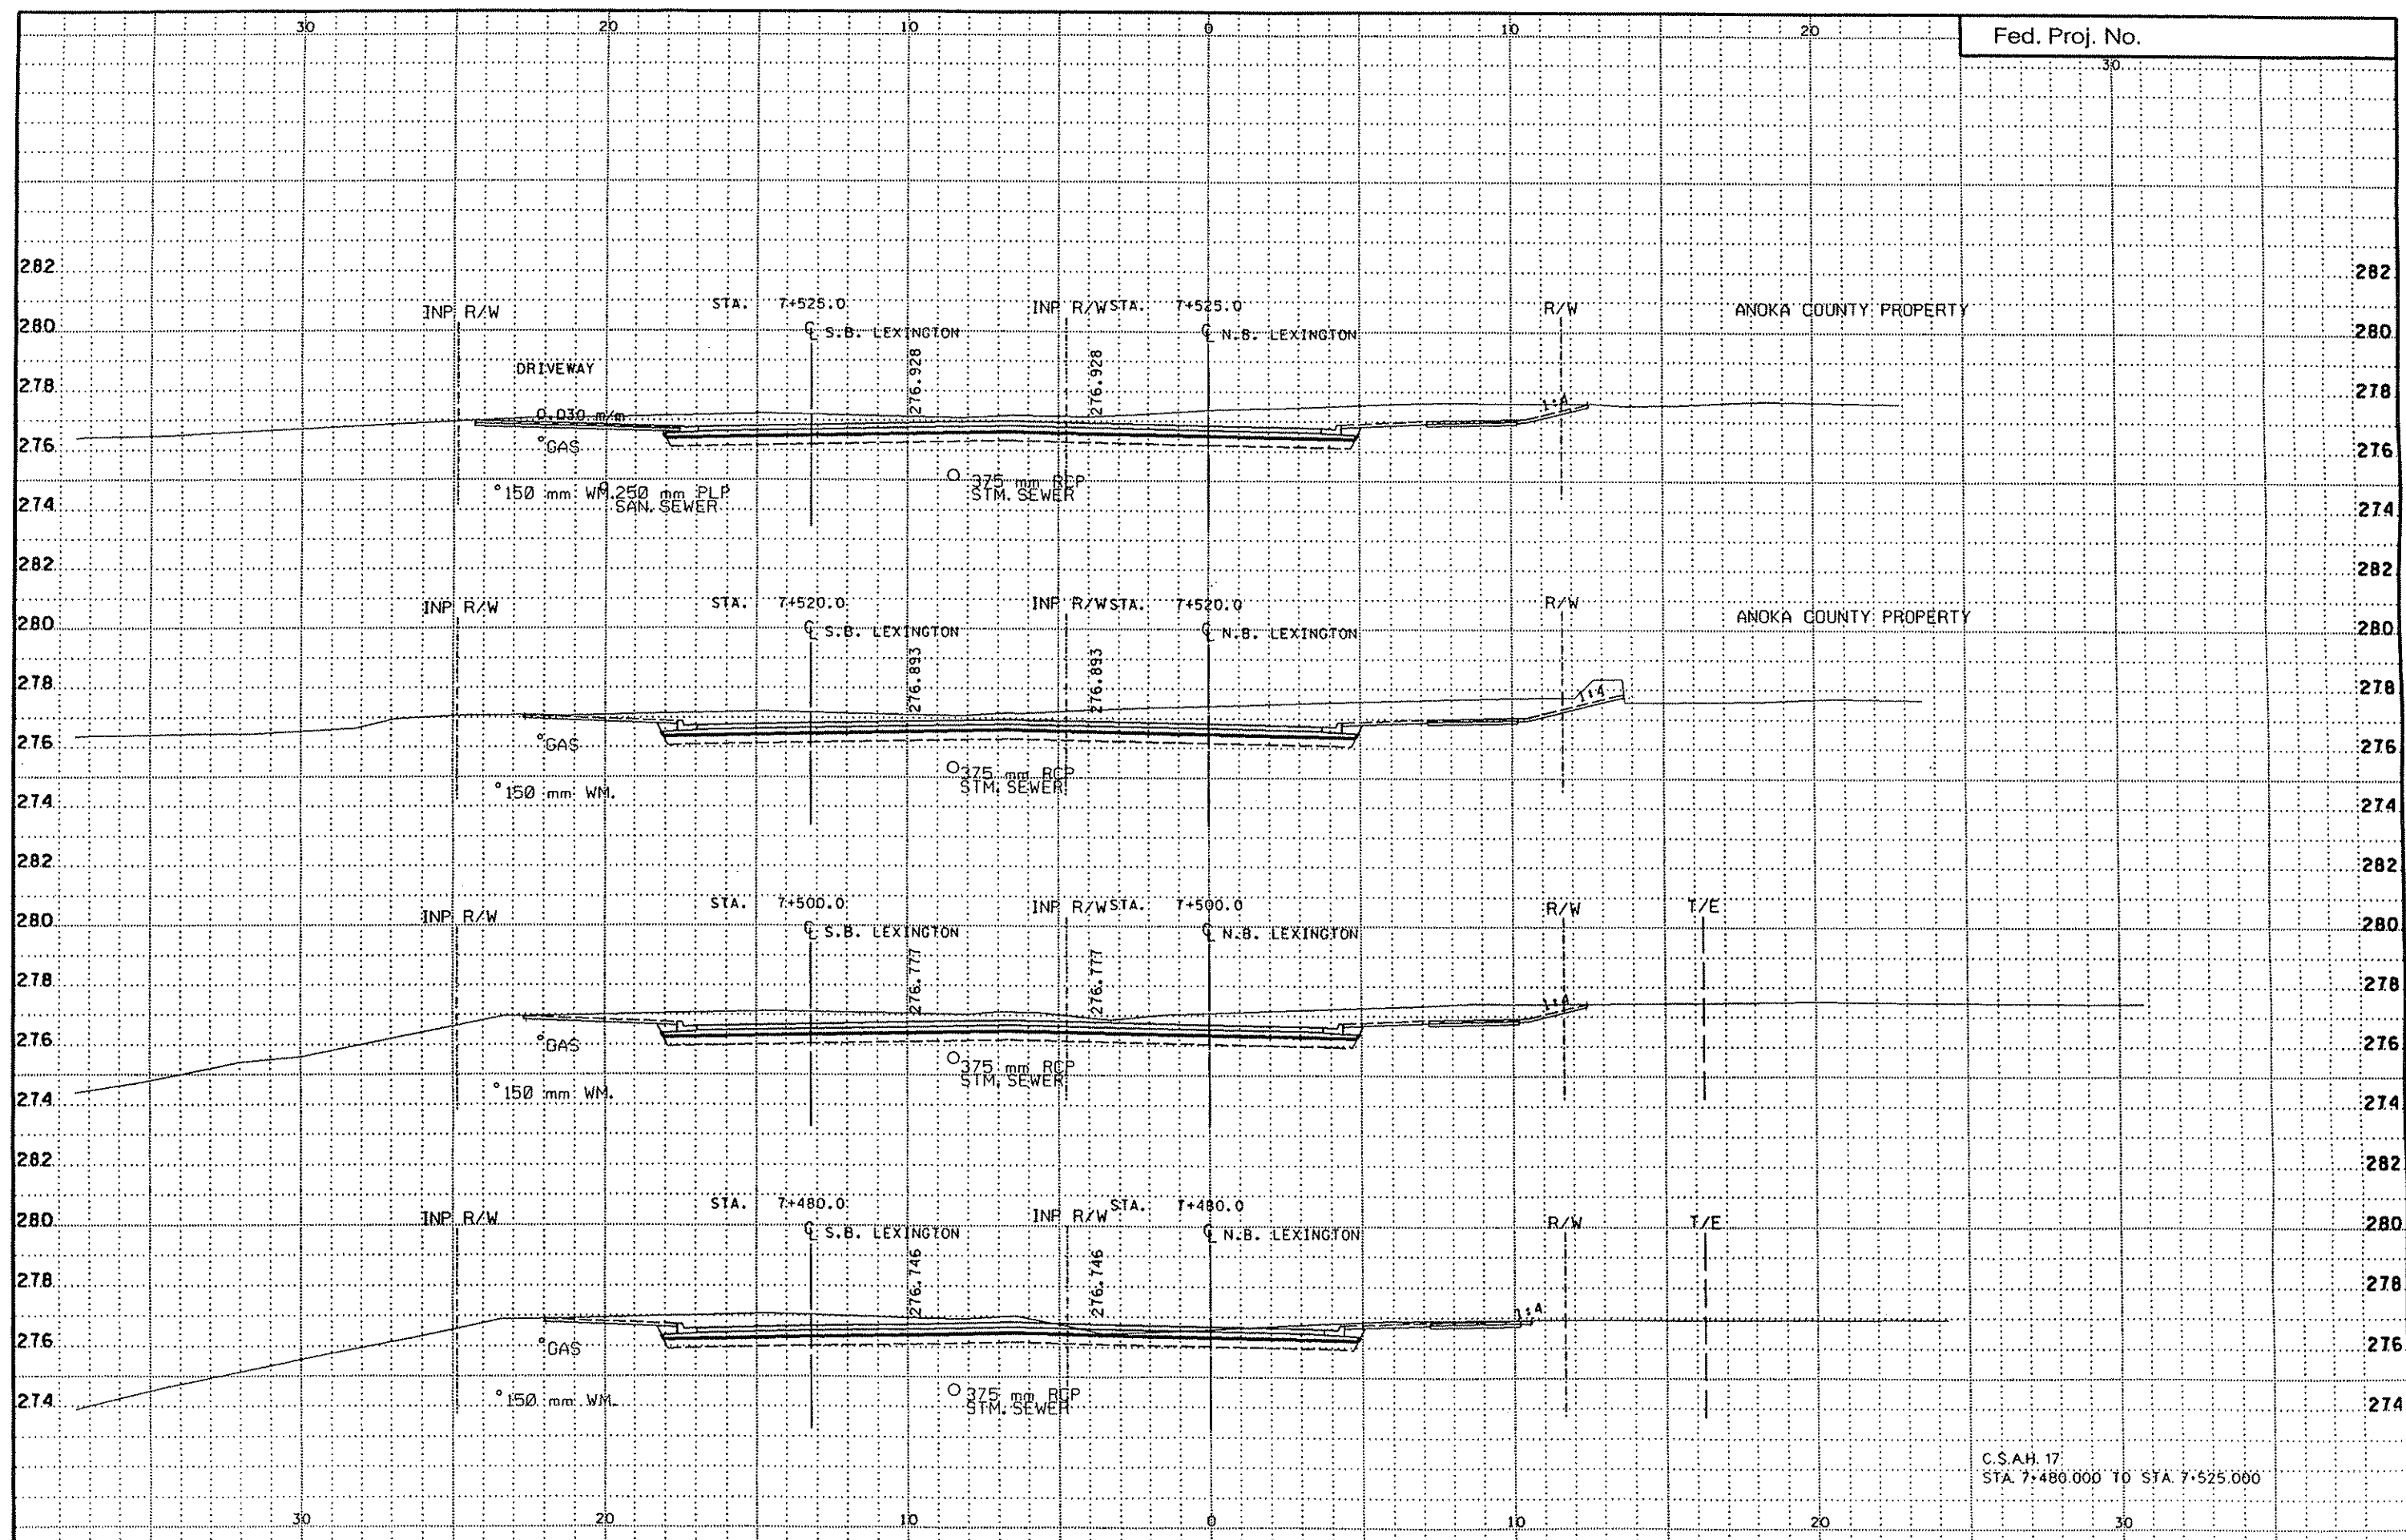 30 20 10 0 10 20
Fed. Proj. No.
30
282 282
INP R/W STA. 7+525.0 INP R/W STA. 7+525.0 R/W ANOKA COUNTY PROPERTY
280 ℄ S.B. LEXINGTON ℄ N.B. LEXINGTON 280
276.928 276.928
DRIVEWAY
278 278
0.030 m/m 1:4
276 GAS 276
150 mm WM. 250 mm PLP 375 mm RCP
SAN. SEWER STM. SEWER
274 274
282 282
INP R/W STA. 7+520.0 INP R/W STA. 7+520.0 R/W ANOKA COUNTY PROPERTY
280 ℄ S.B. LEXINGTON ℄ N.B. LEXINGTON 280
276.893 276.893
278 1:4 278
276 GAS 276
375 mm RCP
STM. SEWER
274 150 mm WM. 274
282 282
INP R/W STA. 7+500.0 INP R/W STA. 7+500.0 R/W T/E
280 ℄ S.B. LEXINGTON ℄ N.B. LEXINGTON 280
276.777 276.777
278 278
1:4
276 GAS 276
375 mm RCP
STM. SEWER
274 150 mm WM. 274
282 282
INP R/W STA. 7+480.0 INP R/W STA. 7+480.0 R/W T/E
280 ℄ S.B. LEXINGTON ℄ N.B. LEXINGTON 280
276.746 276.746
278 278
1:4
276 GAS 276
274 150 mm WM. 375 mm RCP 274
STM. SEWER
C.S.A.H. 17
STA. 7+480.000 TO STA. 7+525.000
30 20 10 0 10 20